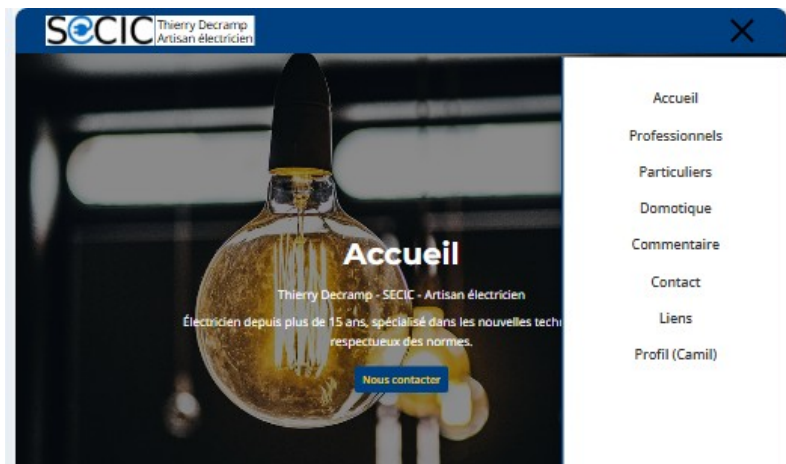 SECIC Thierry Decramp
Artisan électricien
Accueil
Professionnels
Particuliers
Domotique
Commentaire
Contact
Liens
Profil (Camil)
Accueil
Thierry Decramp - SECIC - Artisan électricien
Électricien depuis plus de 15 ans, spécialisé dans les nouvelles
respectueux des normes.
Nous contacter